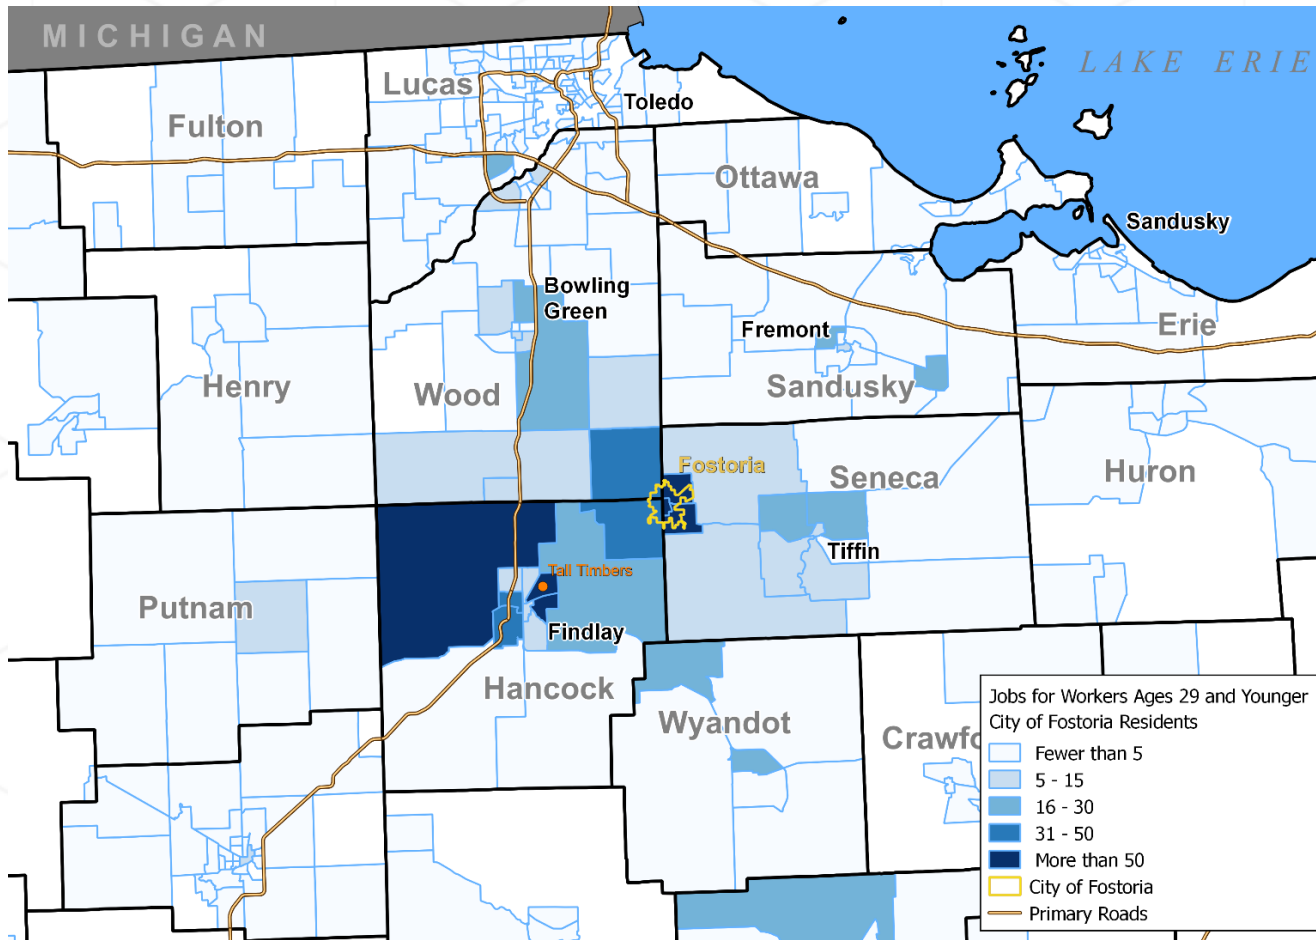 MICHIGAN
LAKE ERIE
Lucas
Toledo
Fulton
Ottawa
Sandusky
Bowling
Green
Fremont
Erie
Henry
Wood
Sandusky
Fostoria
Seneca
Huron
Tiffin
Tall Timbers
Putnam
Findlay
Hancock
Wyandot
Crawfo
Jobs for Workers Ages 29 and Younger
City of Fostoria Residents
Fewer than 5
5 - 15
16 - 30
31 - 50
More than 50
City of Fostoria
Primary Roads